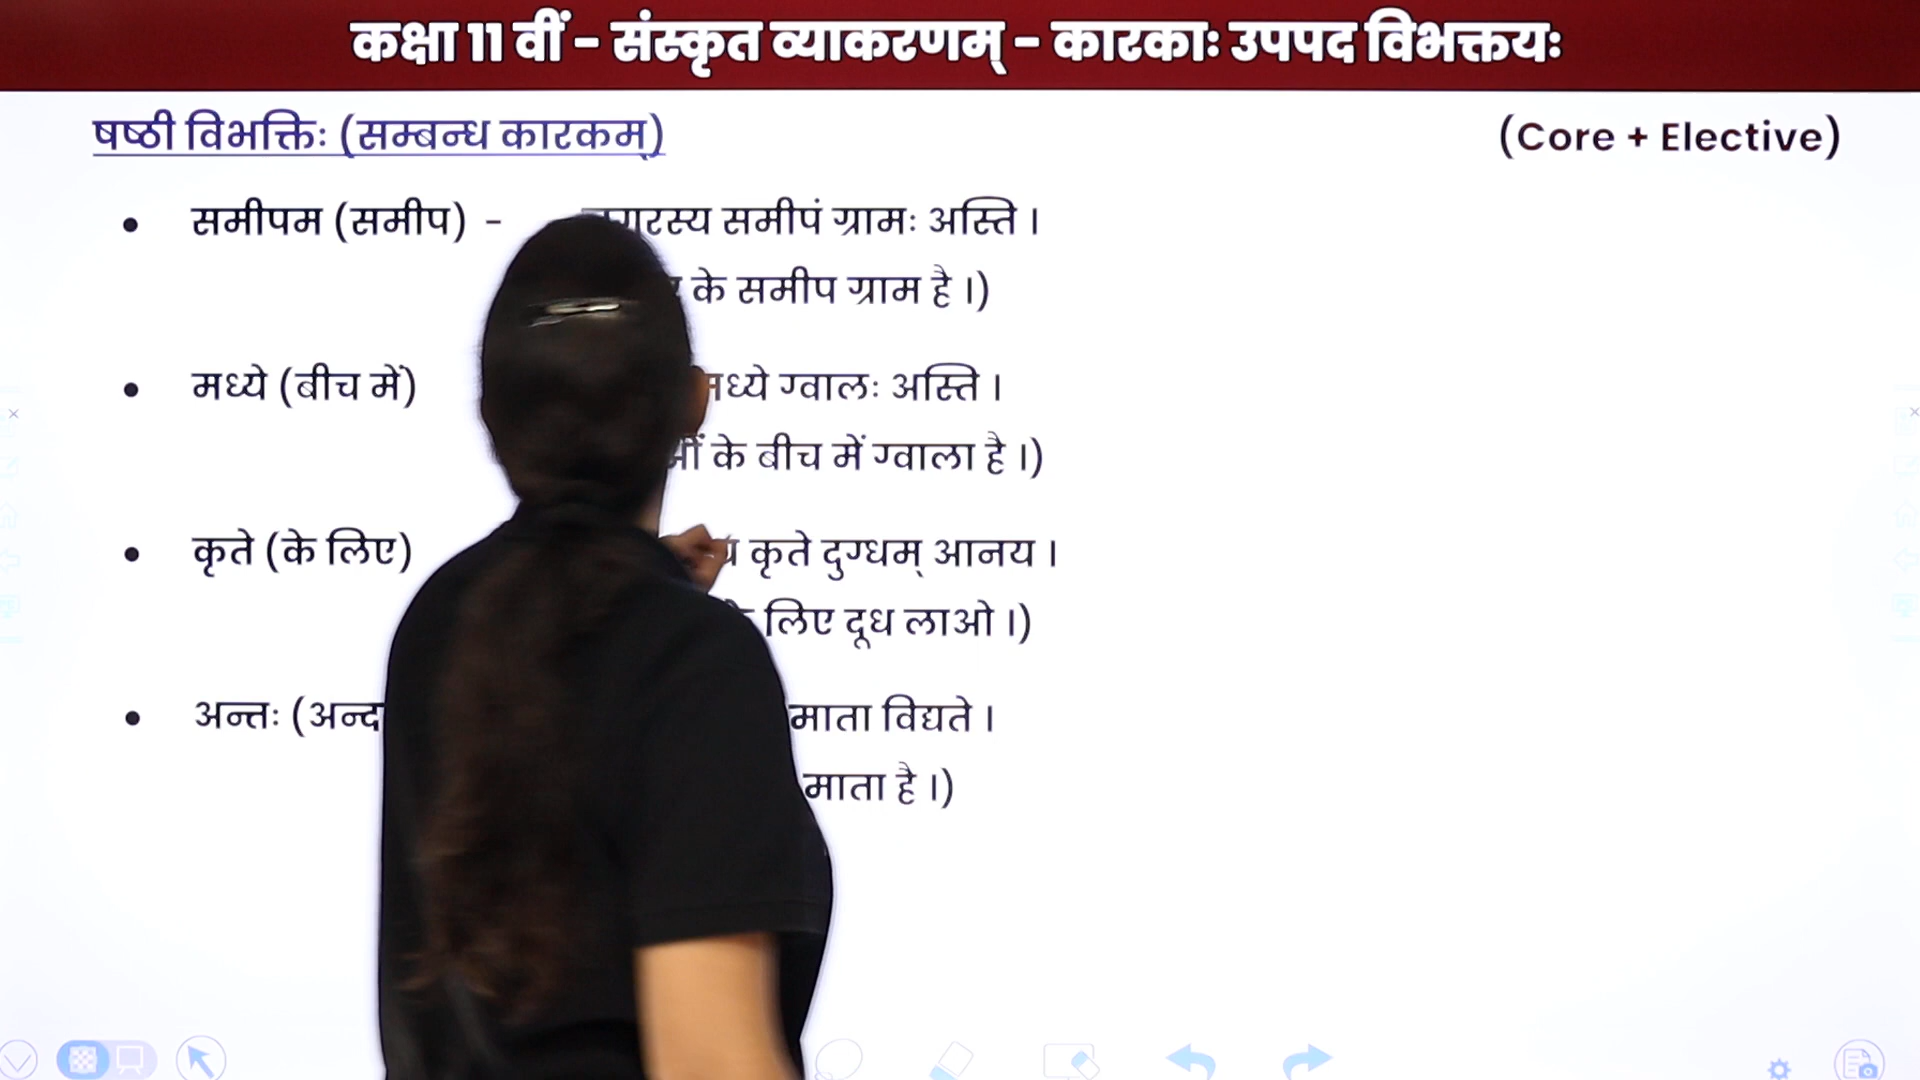 कक्षा 11 वीं - संस्कृत व्याकरणम् - कारकाः उपपद विभक्तयः
षष्ठी विभक्तिः (सम्बन्ध कारकम्)
(Core + Elective)
• समीपम (समीप) - समीपं ग्रामः अस्ति ।
के समीप ग्राम है ।)
• मध्ये (बीच में) मध्ये ग्वालः अस्ति ।
के बीच में ग्वाला है ।)
• कृते (के लिए) कृते दुग्धम् आनय ।
लिए दूध लाओ ।)
• अन्तः माता विद्यते ।
माता है ।)